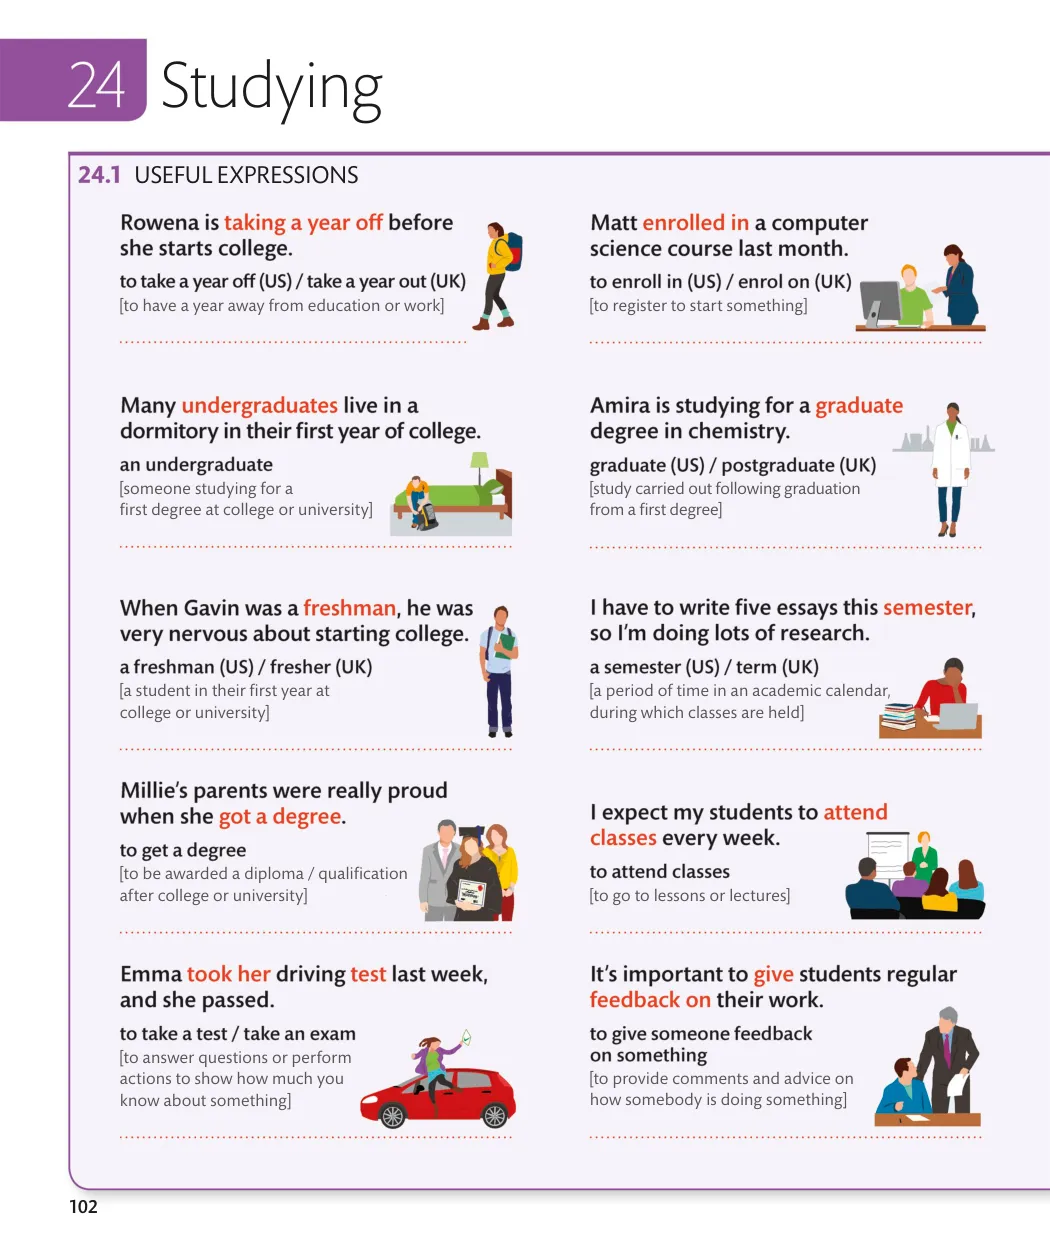 24 Studying
24.1 USEFUL EXPRESSIONS
Rowena is taking a year off before
she starts college.
to take a year off (US) / take a year out (UK)
[to have a year away from education or work]
Matt enrolled in a computer
science course last month.
to enroll in (US) / enrol on (UK)
[to register to start something]
Many undergraduates live in a
dormitory in their first year of college.
an undergraduate
[someone studying for a
first degree at college or university]
Amira is studying for a graduate
degree in chemistry.
graduate (US) / postgraduate (UK)
[study carried out following graduation
from a first degree]
When Gavin was a freshman, he was
very nervous about starting college.
a freshman (US) / fresher (UK)
[a student in their first year at
college or university]
I have to write five essays this semester,
so I’m doing lots of research.
a semester (US) / term (UK)
[a period of time in an academic calendar,
during which classes are held]
Millie’s parents were really proud
when she got a degree.
to get a degree
[to be awarded a diploma / qualification
after college or university]
I expect my students to attend
classes every week.
to attend classes
[to go to lessons or lectures]
Emma took her driving test last week,
and she passed.
to take a test / take an exam
[to answer questions or perform
actions to show how much you
know about something]
It’s important to give students regular
feedback on their work.
to give someone feedback
on something
[to provide comments and advice on
how somebody is doing something]
102